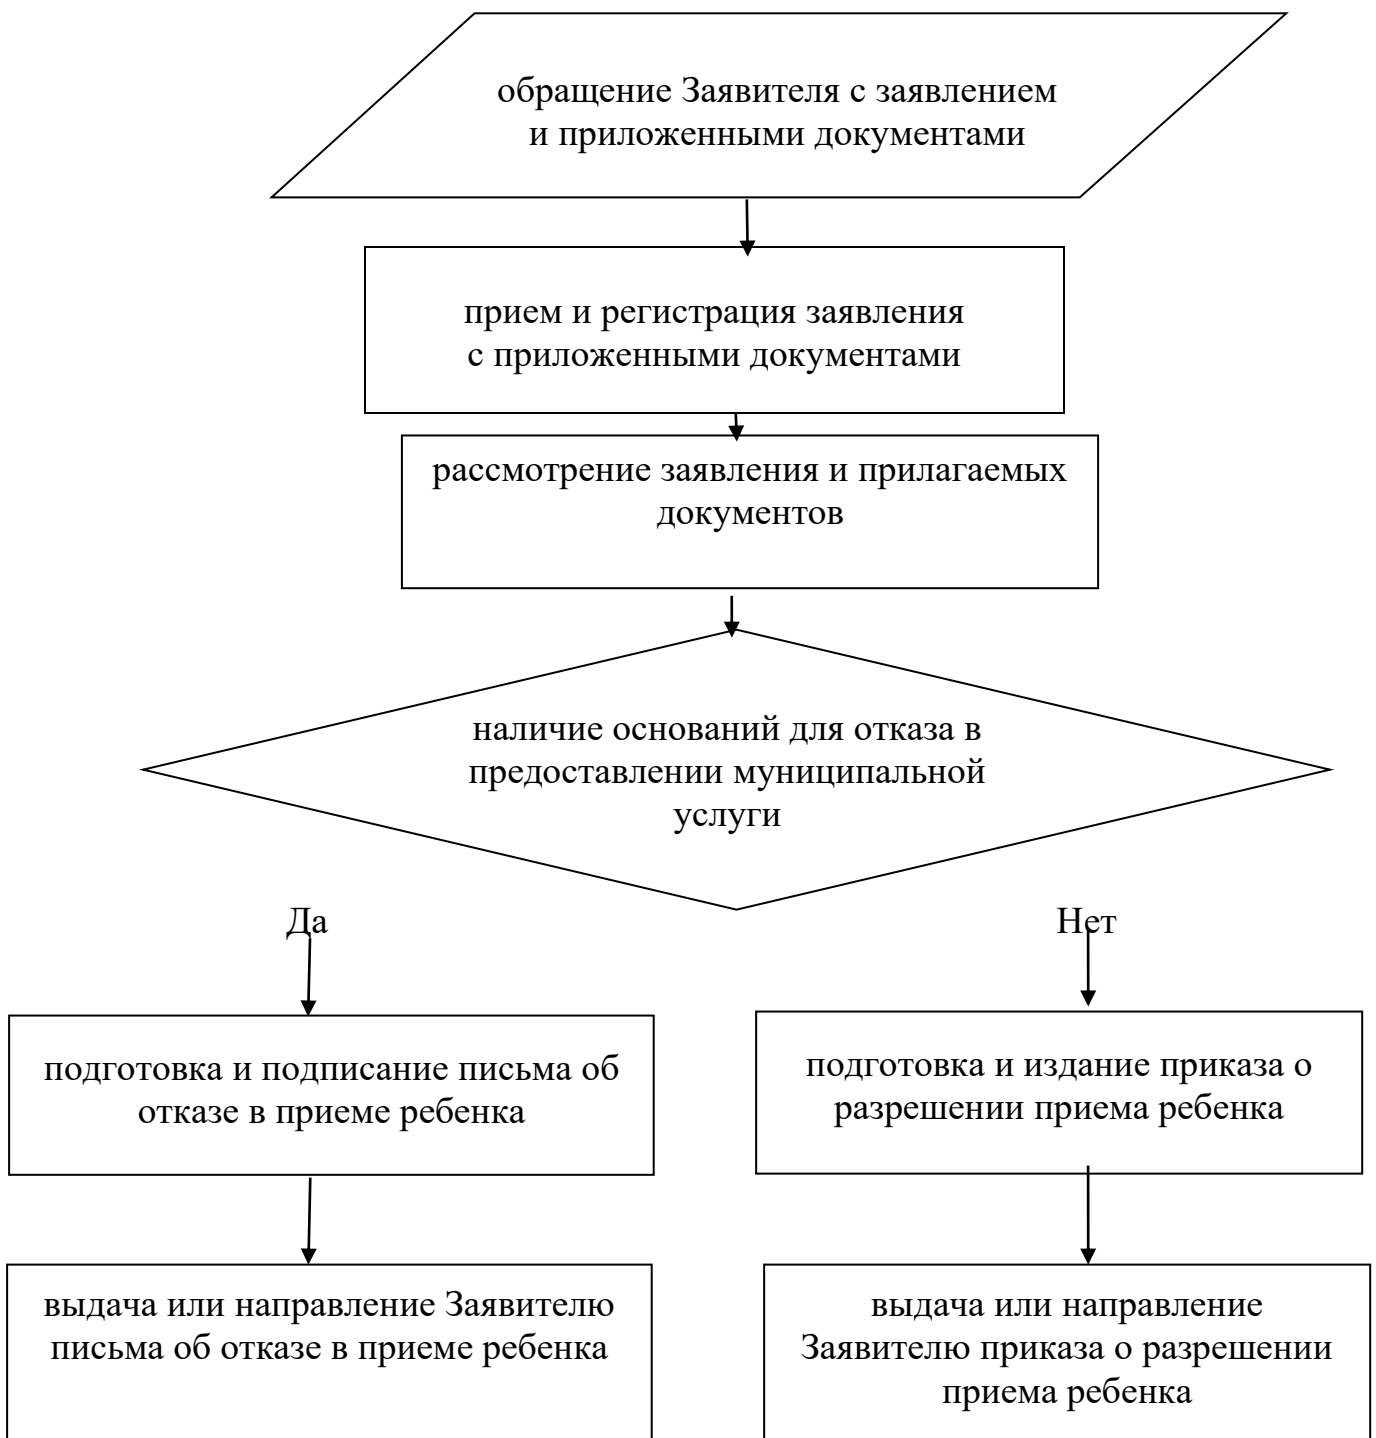 обращение Заявителя с заявлением
и приложенными документами
прием и регистрация заявления
с приложенными документами
рассмотрение заявления и прилагаемых
документов
наличие оснований для отказа в
предоставлении муниципальной
услуги
Да
Нет
подготовка и подписание письма об
отказе в приеме ребенка
подготовка и издание приказа о
разрешении приема ребенка
выдача или направление Заявителю
письма об отказе в приеме ребенка
выдача или направление
Заявителю приказа о разрешении
приема ребенка